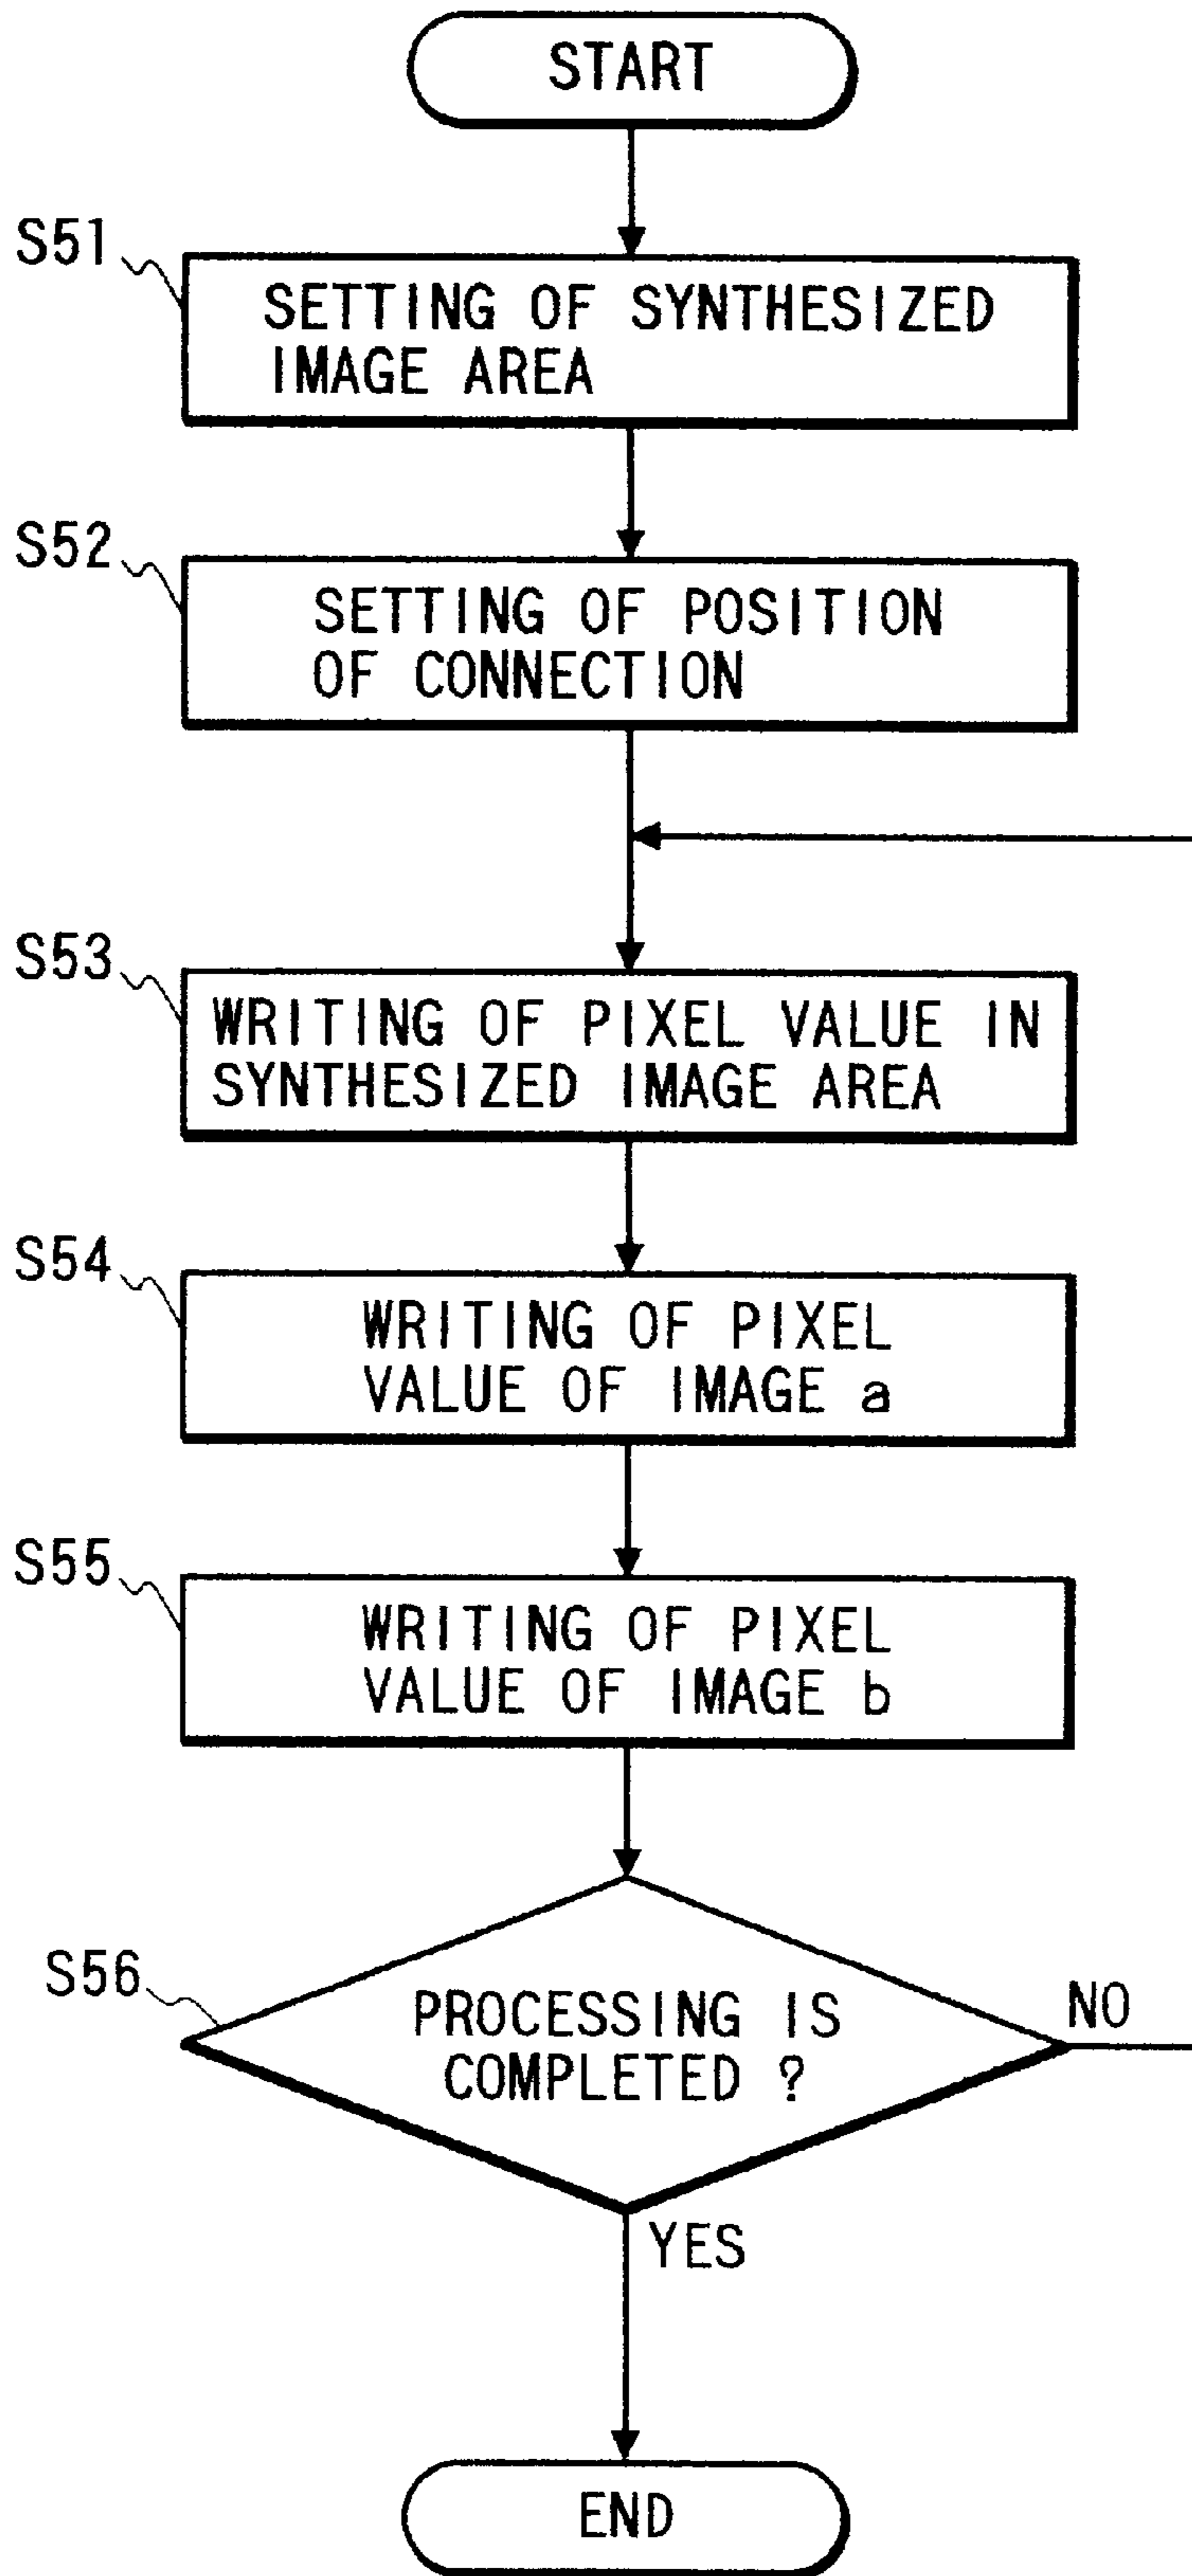 START
S51
SETTING OF SYNTHESIZED
IMAGE AREA
S52
SETTING OF POSITION
OF CONNECTION
S53
WRITING OF PIXEL VALUE IN
SYNTHESIZED IMAGE AREA
S54
WRITING OF PIXEL
VALUE OF IMAGE a
S55
WRITING OF PIXEL
VALUE OF IMAGE b
S56
PROCESSING IS
COMPLETED ?
NO
YES
END